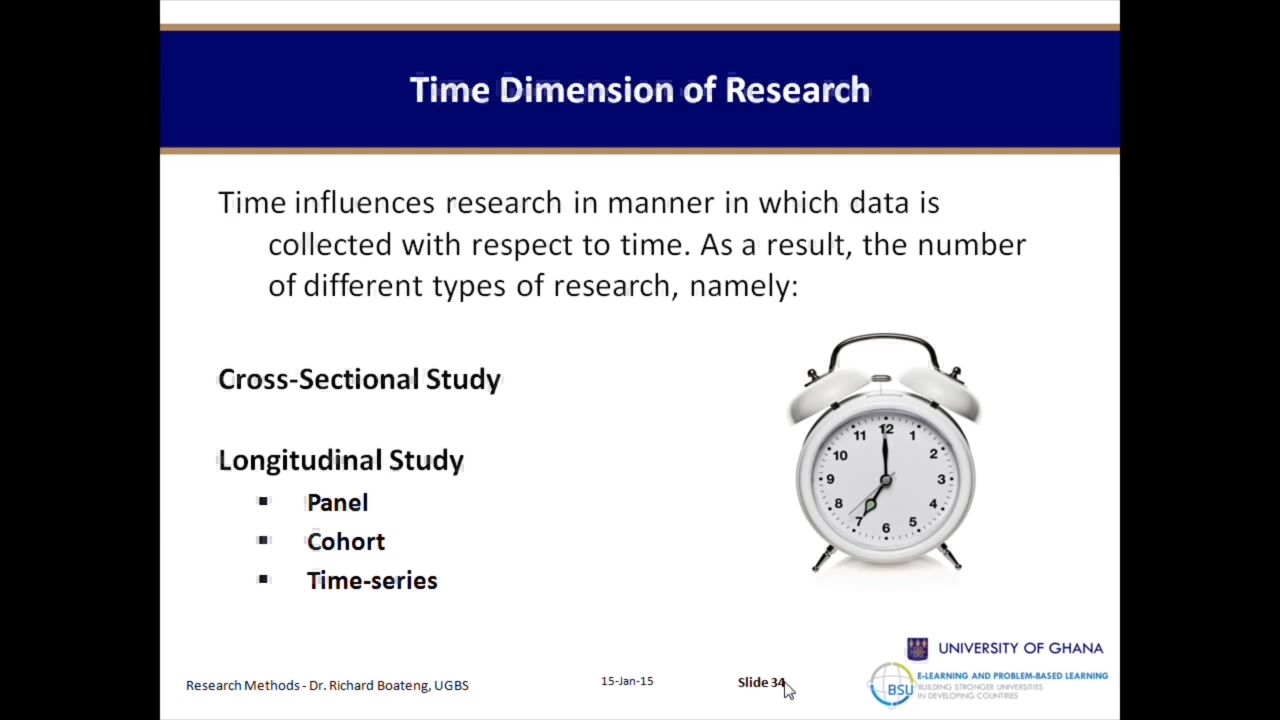 Time Dimension of Research
Time influences research in manner in which data is
collected with respect to time. As a result, the number
of different types of research, namely:
Cross-Sectional Study
Longitudinal Study
▪ Panel
▪ Cohort
▪ Time-series
12
11 1
10 2
9 3
8 4
7 5
6
UNIVERSITY OF GHANA
Research Methods - Dr. Richard Boateng, UGBS
15-Jan-15
Slide 34
BSU
E-LEARNING AND PROBLEM-BASED LEARNING
BUILDING STRONGER UNIVERSITIES
IN DEVELOPING COUNTRIES